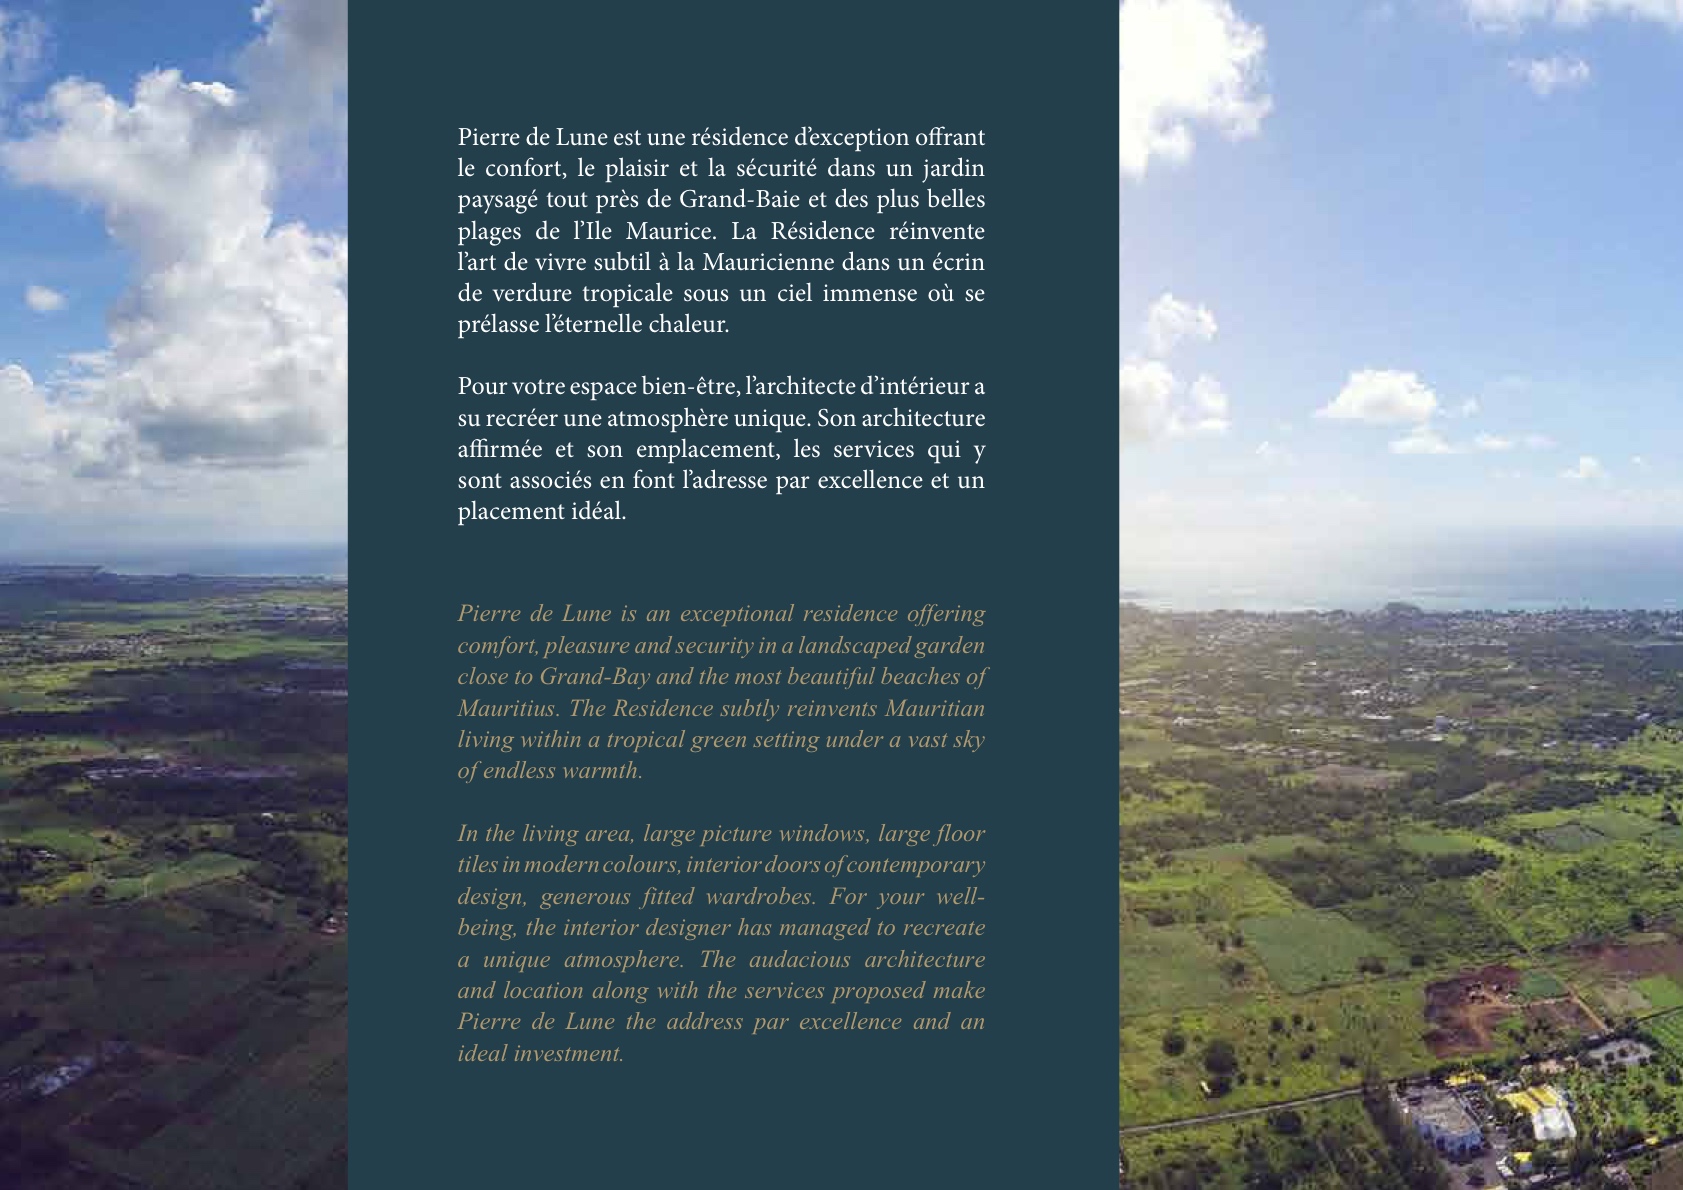 Pierre de Lune est une résidence d’exception offrant
le confort, le plaisir et la sécurité dans un jardin
paysagé tout près de Grand-Baie et des plus belles
plages de l’Ile Maurice. La Résidence réinvente
l’art de vivre subtil à la Mauricienne dans un écrin
de verdure tropicale sous un ciel immense où se
prélasse l’éternelle chaleur.
Pour votre espace bien-être, l’architecte d’intérieur a
su recréer une atmosphère unique. Son architecture
affirmée et son emplacement, les services qui y
sont associés en font l’adresse par excellence et un
placement idéal.
Pierre de Lune is an exceptional residence offering
comfort, pleasure and security in a landscaped garden
close to Grand-Bay and the most beautiful beaches of
Mauritius. The Residence subtly reinvents Mauritian
living within a tropical green setting under a vast sky
of endless warmth.
In the living area, large picture windows, large floor
tiles in modern colours, interior doors of contemporary
design, generous fitted wardrobes. For your well-
being, the interior designer has managed to recreate
a unique atmosphere. The audacious architecture
and location along with the services proposed make
Pierre de Lune the address par excellence and an
ideal investment.